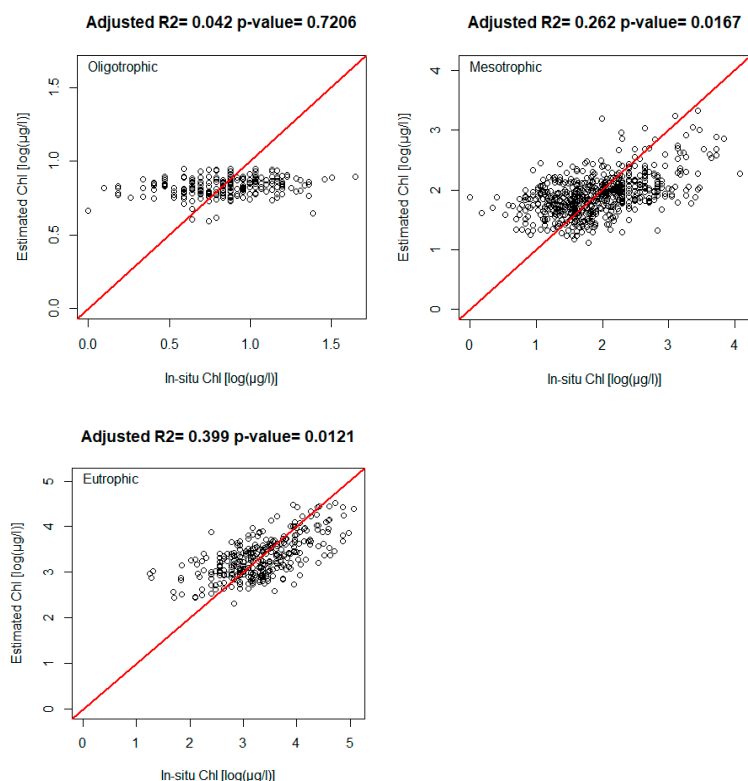 Adjusted R2= 0.042 p-value= 0.7206
Oligotrophic
Estimated Chl [log(µg/l)]
1.5
1.0
0.5
0.0
0.0 0.5 1.0 1.5
In-situ Chl [log(µg/l)]
Adjusted R2= 0.262 p-value= 0.0167
Mesotrophic
Estimated Chl [log(µg/l)]
4
3
2
1
0
0 1 2 3 4
In-situ Chl [log(µg/l)]
Adjusted R2= 0.399 p-value= 0.0121
Eutrophic
Estimated Chl [log(µg/l)]
5
4
3
2
1
0
0 1 2 3 4 5
In-situ Chl [log(µg/l)]